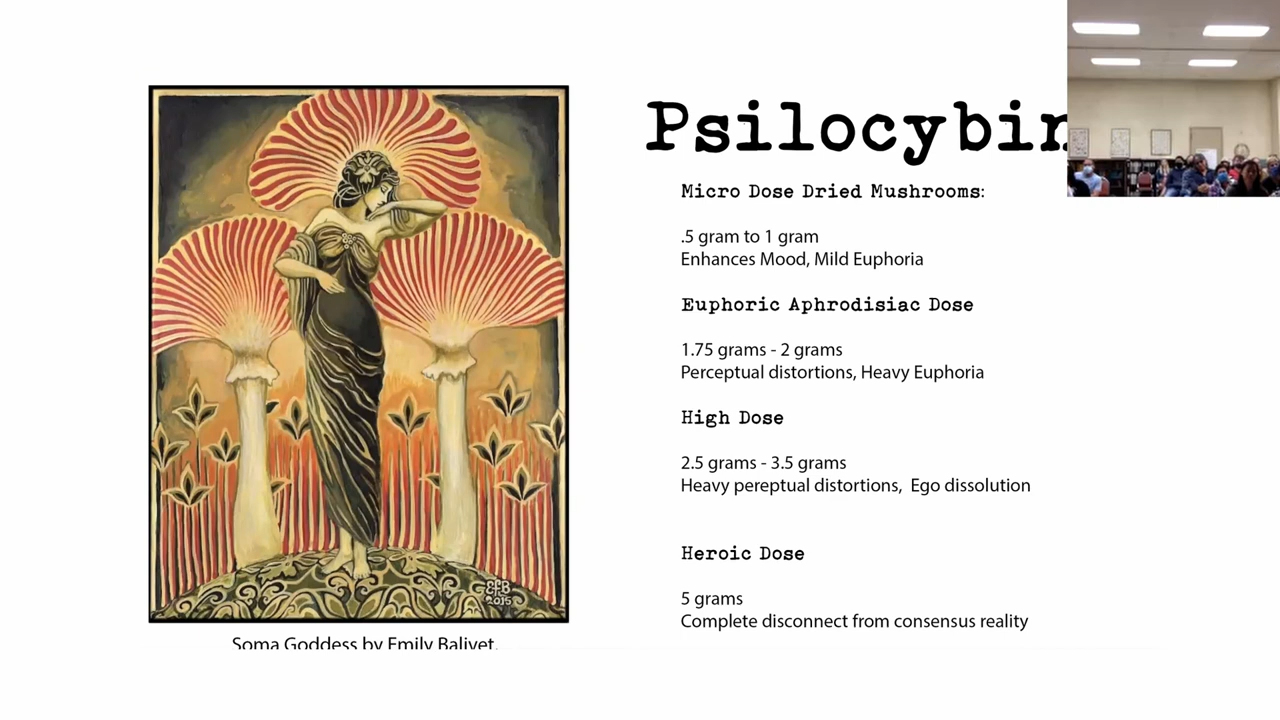 Psilocybin
Micro Dose Dried Mushrooms:
.5 gram to 1 gram
Enhances Mood, Mild Euphoria
Euphoric Aphrodisiac Dose
1.75 grams - 2 grams
Perceptual distortions, Heavy Euphoria
High Dose
2.5 grams - 3.5 grams
Heavy pereptual distortions, Ego dissolution
Heroic Dose
5 grams
Complete disconnect from consensus reality
EFB
2015
Soma Goddess by Emily Balivet.